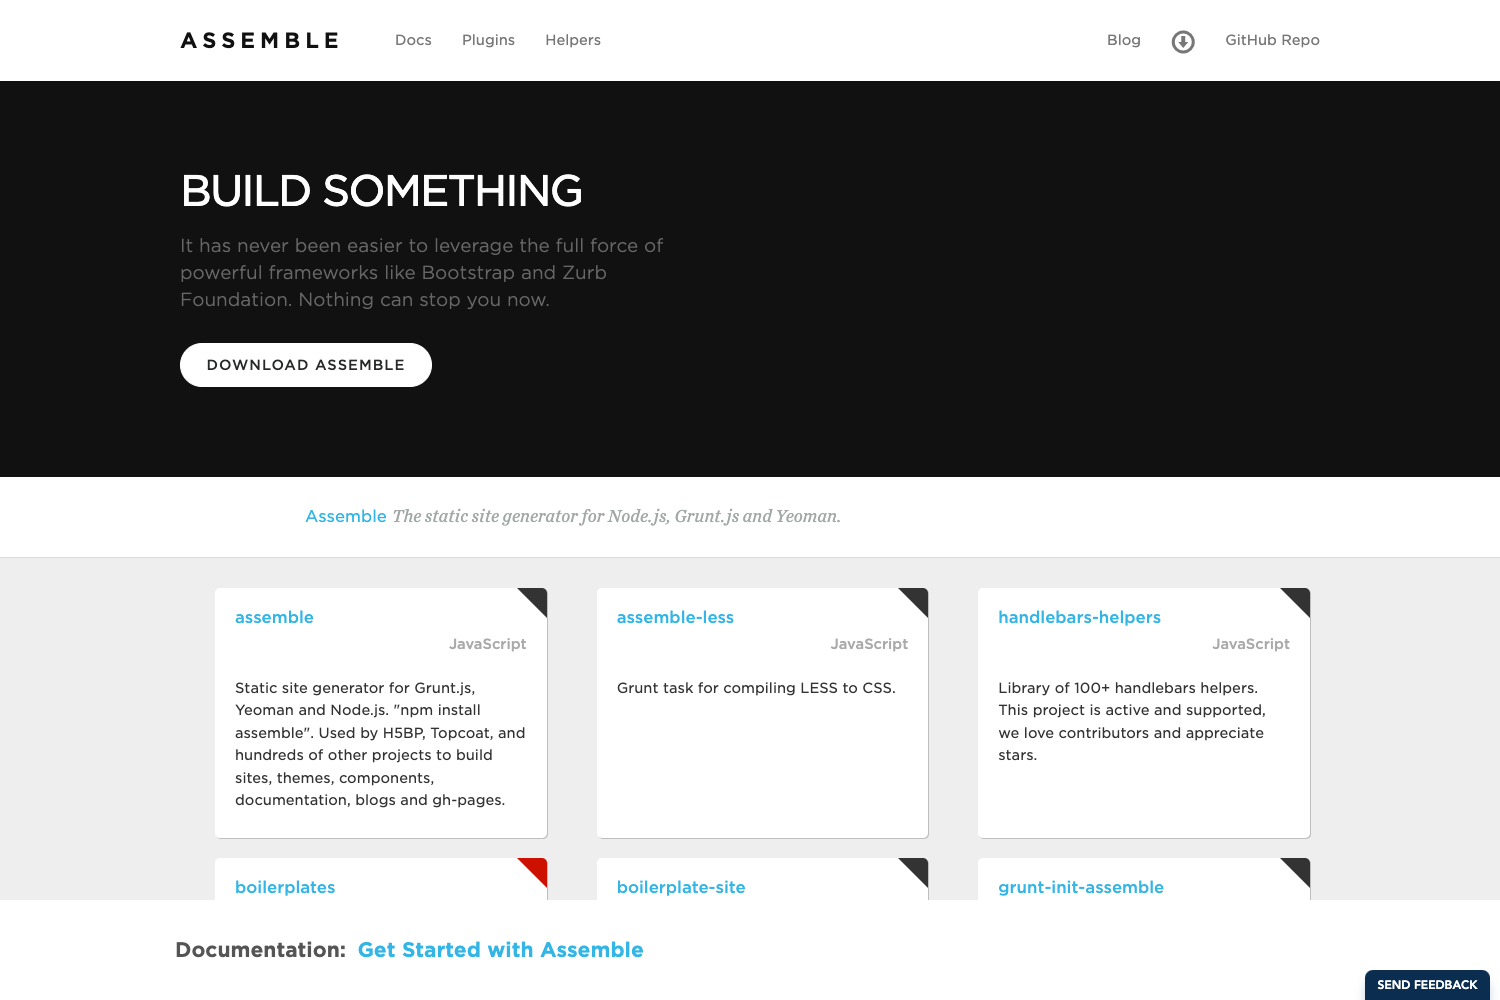 ASSEMBLE
Docs
Plugins
Helpers
Blog
GitHub Repo
BUILD SOMETHING
It has never been easier to leverage the full force of
powerful frameworks like Bootstrap and Zurb
Foundation. Nothing can stop you now.
DOWNLOAD ASSEMBLE
Assemble The static site generator for Node.js, Grunt.js and Yeoman.
assemble
JavaScript
Static site generator for Grunt.js,
Yeoman and Node.js. "npm install
assemble". Used by H5BP, Topcoat, and
hundreds of other projects to build
sites, themes, components,
documentation, blogs and gh-pages.
assemble-less
JavaScript
Grunt task for compiling LESS to CSS.
handlebars-helpers
JavaScript
Library of 100+ handlebars helpers.
This project is active and supported,
we love contributors and appreciate
stars.
boilerplates
boilerplate-site
grunt-init-assemble
Documentation: Get Started with Assemble
SEND FEEDBACK